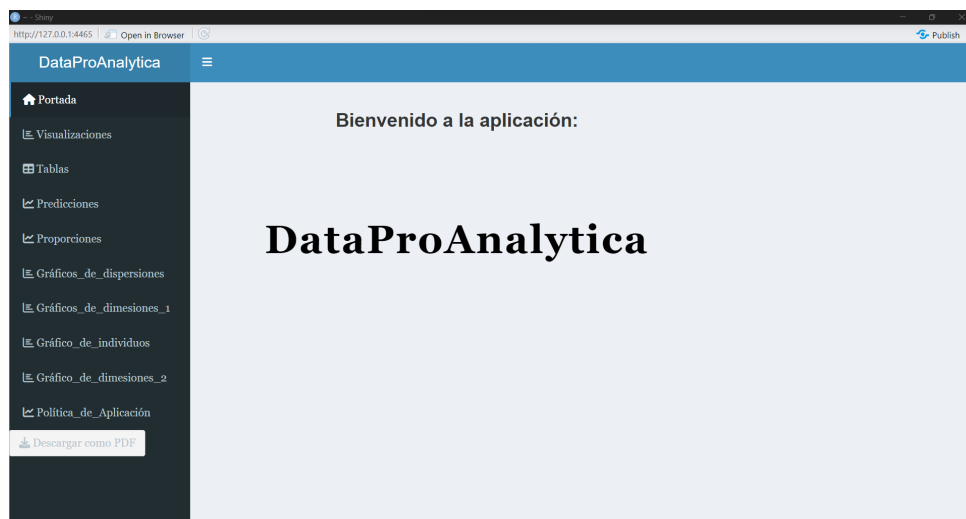 ~ - Shiny
http://127.0.0.1:4465 Open in Browser Publish
DataProAnalytica
Portada
Bienvenido a la aplicación:
Visualizaciones
Tablas
Predicciones
Proporciones
DataProAnalytica
Gráficos_de_dispersiones
Gráficos_de_dimesiones_1
Gráfico_de_individuos
Gráfico_de_dimesiones_2
Política_de_Aplicación
Descargar como PDF